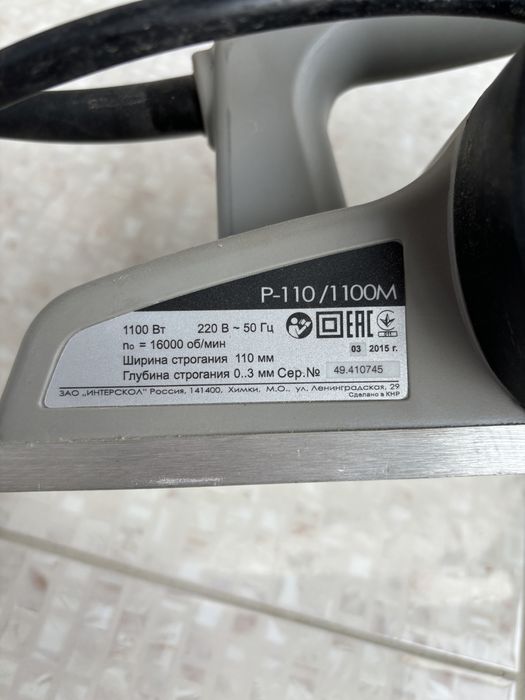 Р-110/1100М
1100 Вт 220 В ~ 50 Гц
n₀ = 16000 об/мин
ЕАС
Ширина строгания 110 мм
03 2015 г.
Глубина строгания 0..3 мм Сер.№ 49.410745
ЗАО „ИНТЕРСКОЛ" Россия, 141400, Химки, М.О., ул. Ленинградская, 29
Сделано в КНР